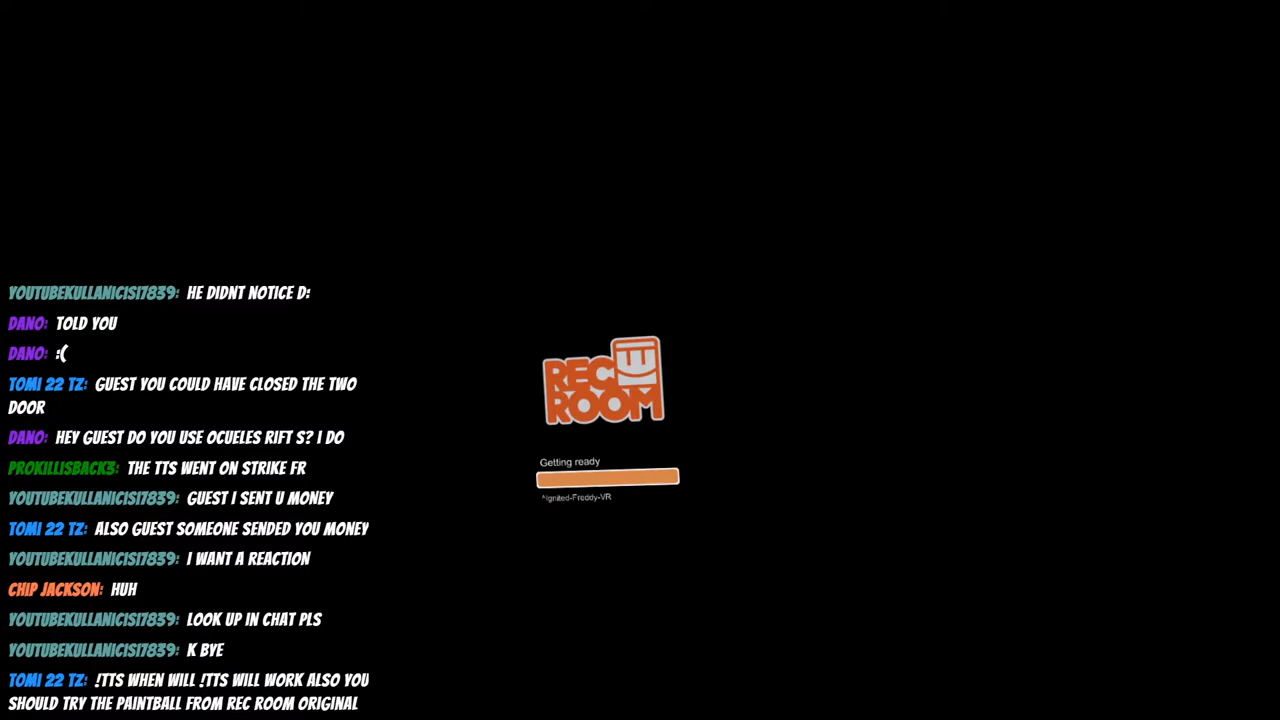 YOUTUBEKULLANICISI7839: HE DIDNT NOTICE D:
DANO: TOLD YOU
DANO: :(
TOMI 22 TZ: GUEST YOU COULD HAVE CLOSED THE TWO
DOOR
DANO: HEY GUEST DO YOU USE OCUELES RIFT S? I DO
PROKILLISBACK3: THE TTS WENT ON STRIKE FR
YOUTUBEKULLANICISI7839: GUEST I SENT U MONEY
TOMI 22 TZ: ALSO GUEST SOMEONE SENDED YOU MONEY
YOUTUBEKULLANICISI7839: I WANT A REACTION
CHIP JACKSON: HUH
YOUTUBEKULLANICISI7839: LOOK UP IN CHAT PLS
YOUTUBEKULLANICISI7839: K BYE
TOMI 22 TZ: !TTS WHEN WILL !TTS WILL WORK ALSO YOU
SHOULD TRY THE PAINTBALL FROM REC ROOM ORIGINAL
REC
ROOM
Getting ready
^Ignited-Freddy-VR